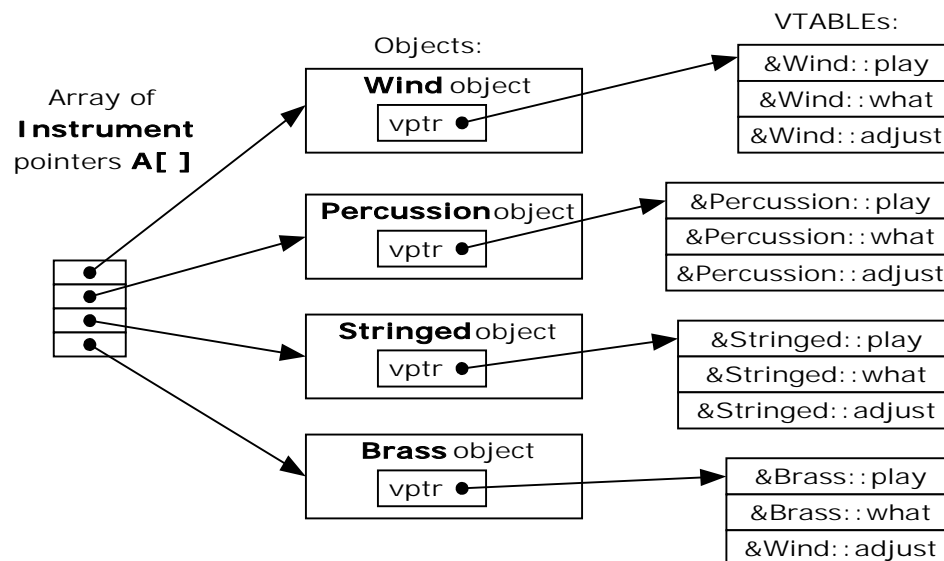 Array of
Instrument
pointers A[ ]
Objects:
Wind object
vptr
Percussion object
vptr
Stringed object
vptr
Brass object
vptr
VTABLEs:
&Wind::play
&Wind::what
&Wind::adjust
&Percussion::play
&Percussion::what
&Percussion::adjust
&Stringed::play
&Stringed::what
&Stringed::adjust
&Brass::play
&Brass::what
&Wind::adjust